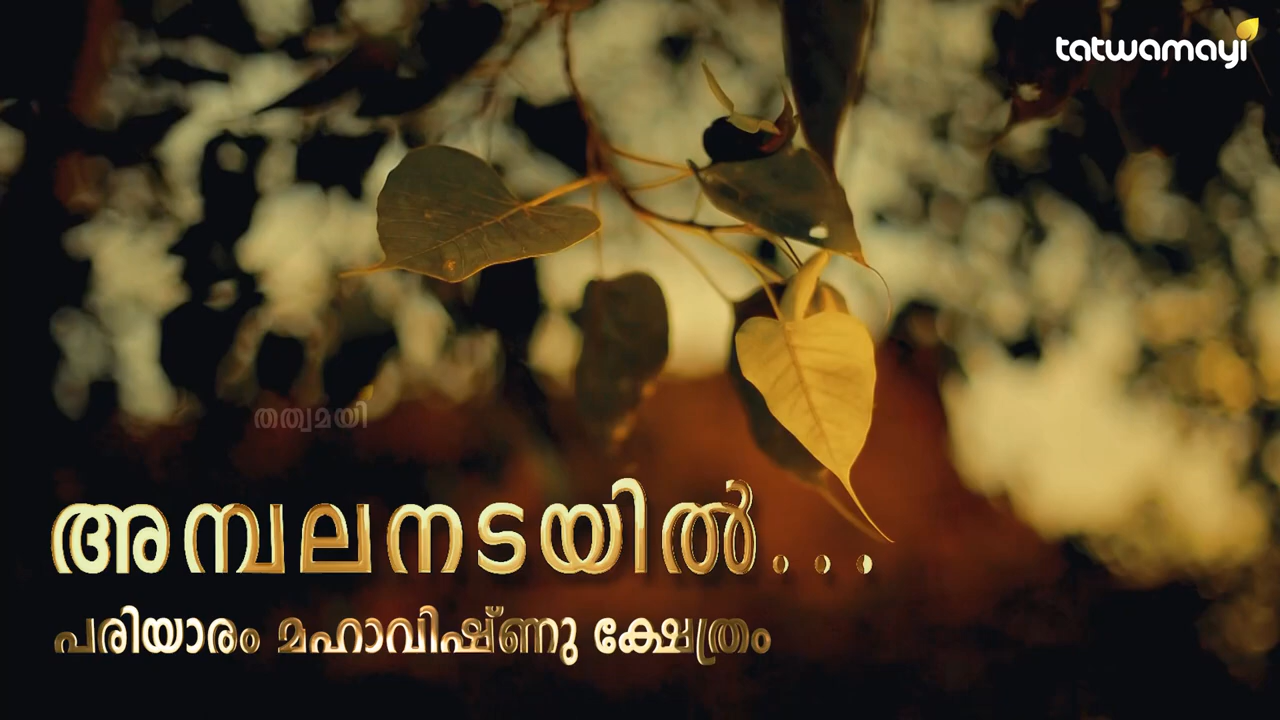 tatwamayi
തത്വമയി
അമ്പലനടയിൽ...
പരിയാരം മഹാവിഷ്ണു ക്ഷേത്രം